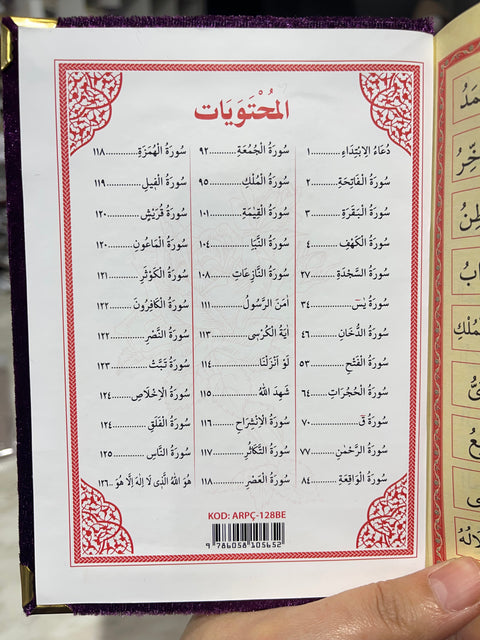 المُحْتَوَيَات
دُعَاءُ الِابْتِدَاءِ............١
سُورَةُ الْفَاتِحَةِ............٢
سُورَةُ الْبَقَرَةِ............٣
سُورَةُ الْكَهْفِ............٤
سُورَةُ السَّجْدَةِ............٢٧
سُورَةُ يٰسٓ............٣٤
سُورَةُ الدُّخَانِ............٤٦
سُورَةُ الْفَتْحِ............٥٣
سُورَةُ الْحُجُرَاتِ............٦٤
سُورَةُ قٓ............٧٠
سُورَةُ الرَّحْمٰنِ............٧٧
سُورَةُ الْوَاقِعَةِ............٨٤
سُورَةُ الْجُمُعَةِ............٩٢
سُورَةُ الْمُلْكِ............٩٥
سُورَةُ الْقِيٰمَةِ............١٠١
سُورَةُ النَّبَإِ............١٠٤
سُورَةُ النَّازِعَاتِ............١٠٨
اٰمَنَ الرَّسُولُ............١١١
اٰيَةُ الْكُرْسِى............١١٣
لَوْ اَنْزَلْنَا............١١٤
شَهِدَ اللّٰهُ............١١٥
سُورَةُ الْاِنْشِرَاحِ............١١٦
سُورَةُ التَّكَاثُرِ............١١٧
سُورَةُ الْعَصْرِ............١١٨
سُورَةُ الْهُمَزَةِ............١١٨
سُورَةُ الْفِيلِ............١١٩
سُورَةُ قُرَيْشٍ............١٢٠
سُورَةُ الْمَاعُونِ............١٢٠
سُورَةُ الْكَوْثَرِ............١٢١
سُورَةُ الْكَافِرُونَ............١٢٢
سُورَةُ النَّصْرِ............١٢٢
سُورَةُ تَبَّتْ............١٢٣
سُورَةُ الْاِخْلَاصِ............١٢٤
سُورَةُ الْفَلَقِ............١٢٤
سُورَةُ النَّاسِ............١٢٥
هُوَ اللّٰهُ الَّذِى لَا اِلٰهَ اِلَّا هُوَ...١٢٦
KOD: ARPÇ-128BE
9 786058 105652